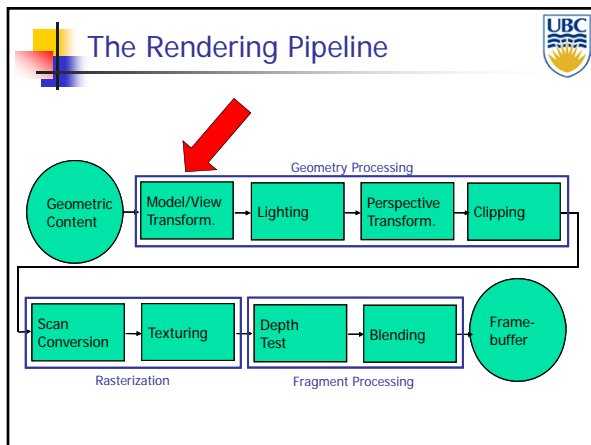 The Rendering Pipeline
UBC
Geometry Processing
Geometric
Content
Model/View
Transform.
Lighting
Perspective
Transform.
Clipping
Scan
Conversion
Texturing
Depth
Test
Blending
Frame-
buffer
Rasterization
Fragment Processing